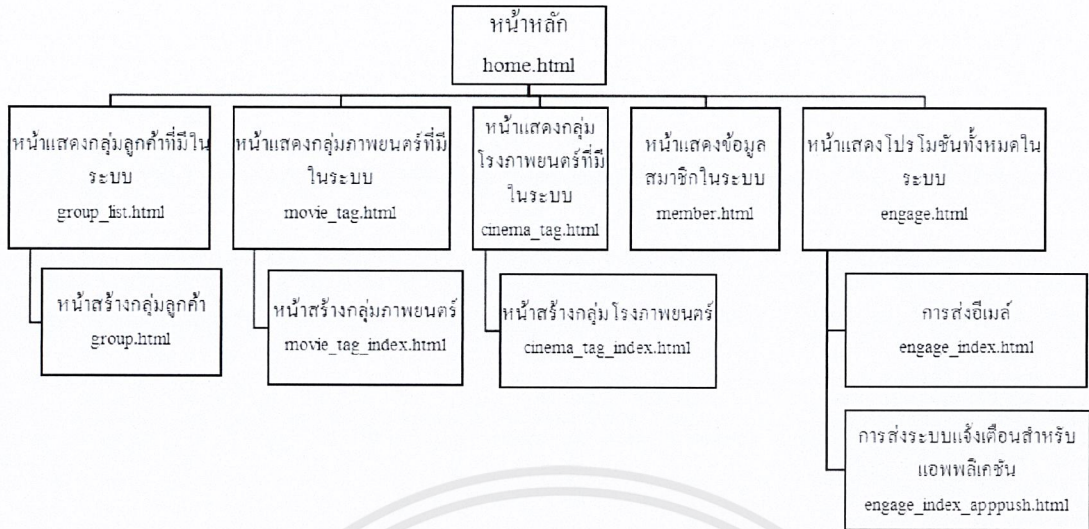 หน้าหลัก
home.html
หน้าแสดงกลุ่มลูกค้าที่มีใน
ระบบ
group_list.html
หน้าแสดงกลุ่มภาพยนตร์ที่มี
ในระบบ
movie_tag.html
หน้าแสดงกลุ่ม
โรงภาพยนตร์ที่มี
ในระบบ
cinema_tag.html
หน้าแสดงข้อมูล
สมาชิกในระบบ
member.html
หน้าแสดงโปรโมชันทั้งหมดใน
ระบบ
engage.html
หน้าสร้างกลุ่มลูกค้า
group.html
หน้าสร้างกลุ่มภาพยนตร์
movie_tag_index.html
หน้าสร้างกลุ่มโรงภาพยนตร์
cinema_tag_index.html
การส่งอีเมล์
engage_index.html
การส่งระบบแจ้งเตือนสำหรับ
แอพพลิเคชัน
engage_index_apppush.html